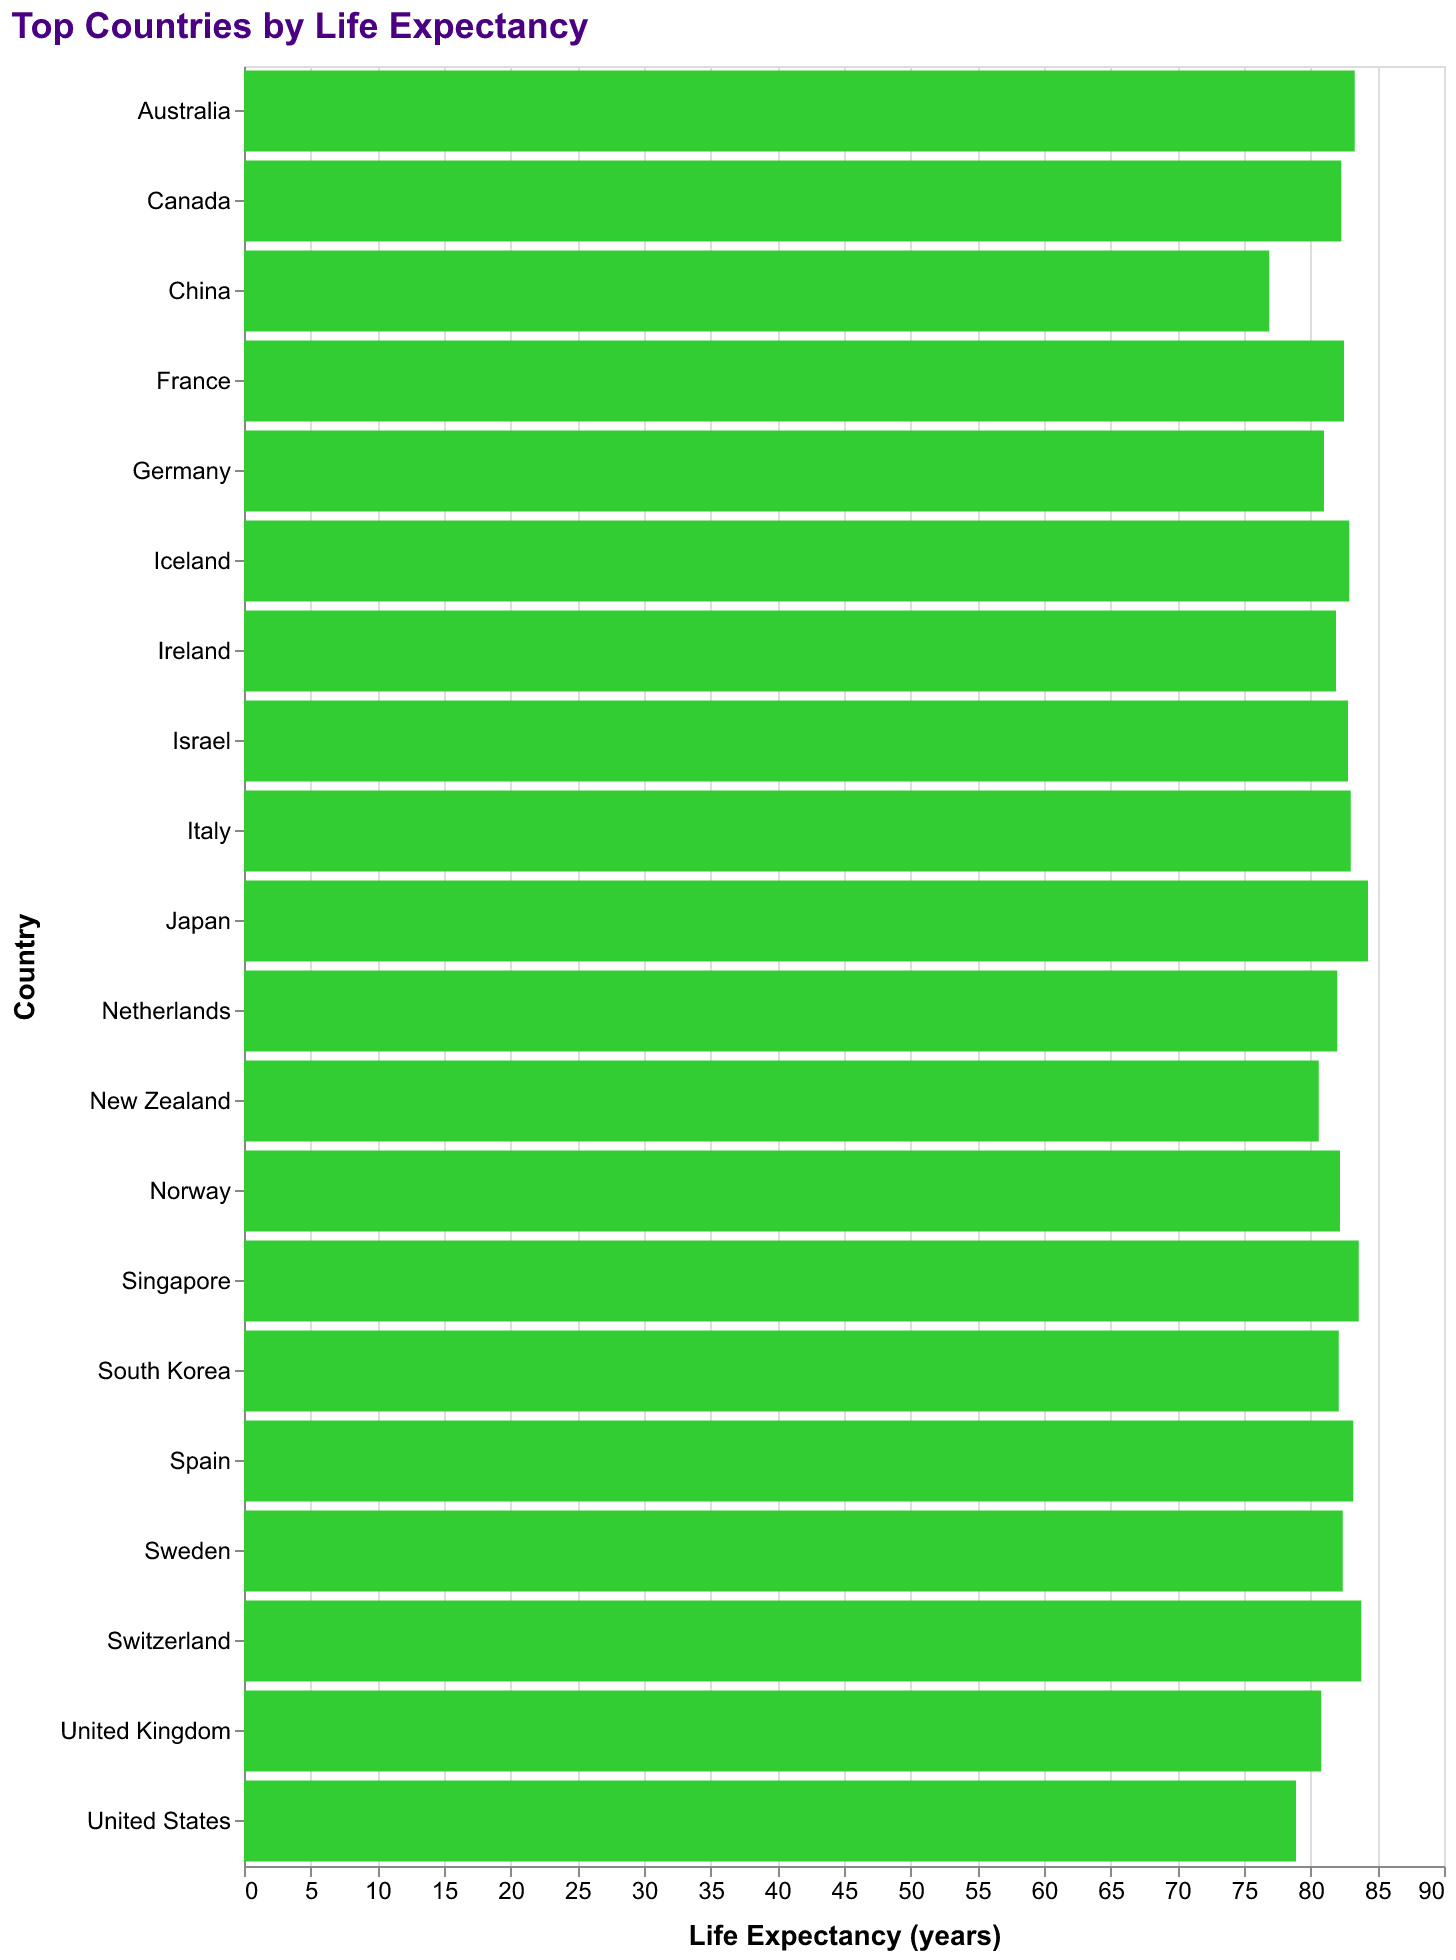 Top Countries by Life Expectancy
Australia
Canada
China
France
Germany
Iceland
Ireland
Israel
Italy
Japan
Netherlands
New Zealand
Norway
Singapore
South Korea
Spain
Sweden
Switzerland
United Kingdom
United States
Country
0 5 10 15 20 25 30 35 40 45 50 55 60 65 70 75 80 85 90
Life Expectancy (years)